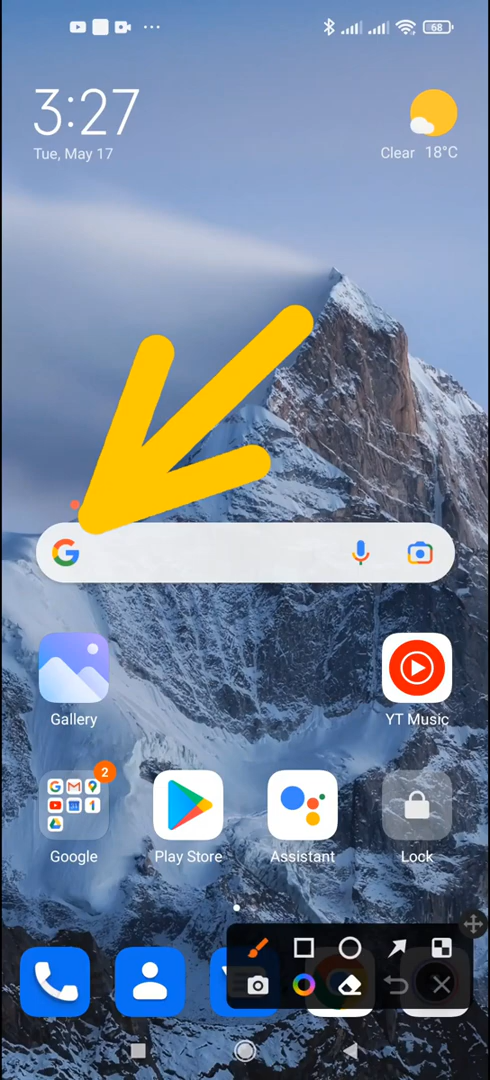 68
3:27
Tue, May 17
Clear 18°C
G
Gallery
YT Music
2
Google
Play Store
Assistant
Lock